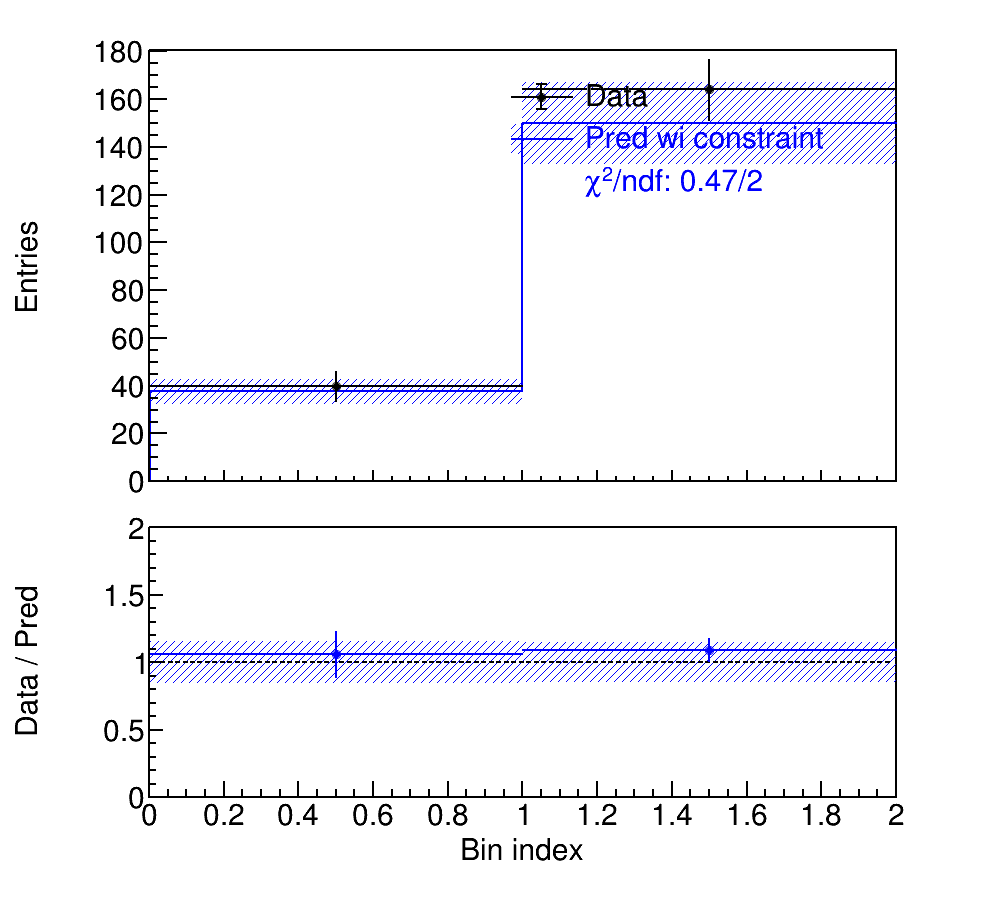 180
160
140
120
100
80
60
40
20
0
Entries
Data
Pred wi constraint
χ²/ndf: 0.47/2
2
1.5
1
0.5
0
Data / Pred
0 0.2 0.4 0.6 0.8 1 1.2 1.4 1.6 1.8 2
Bin index